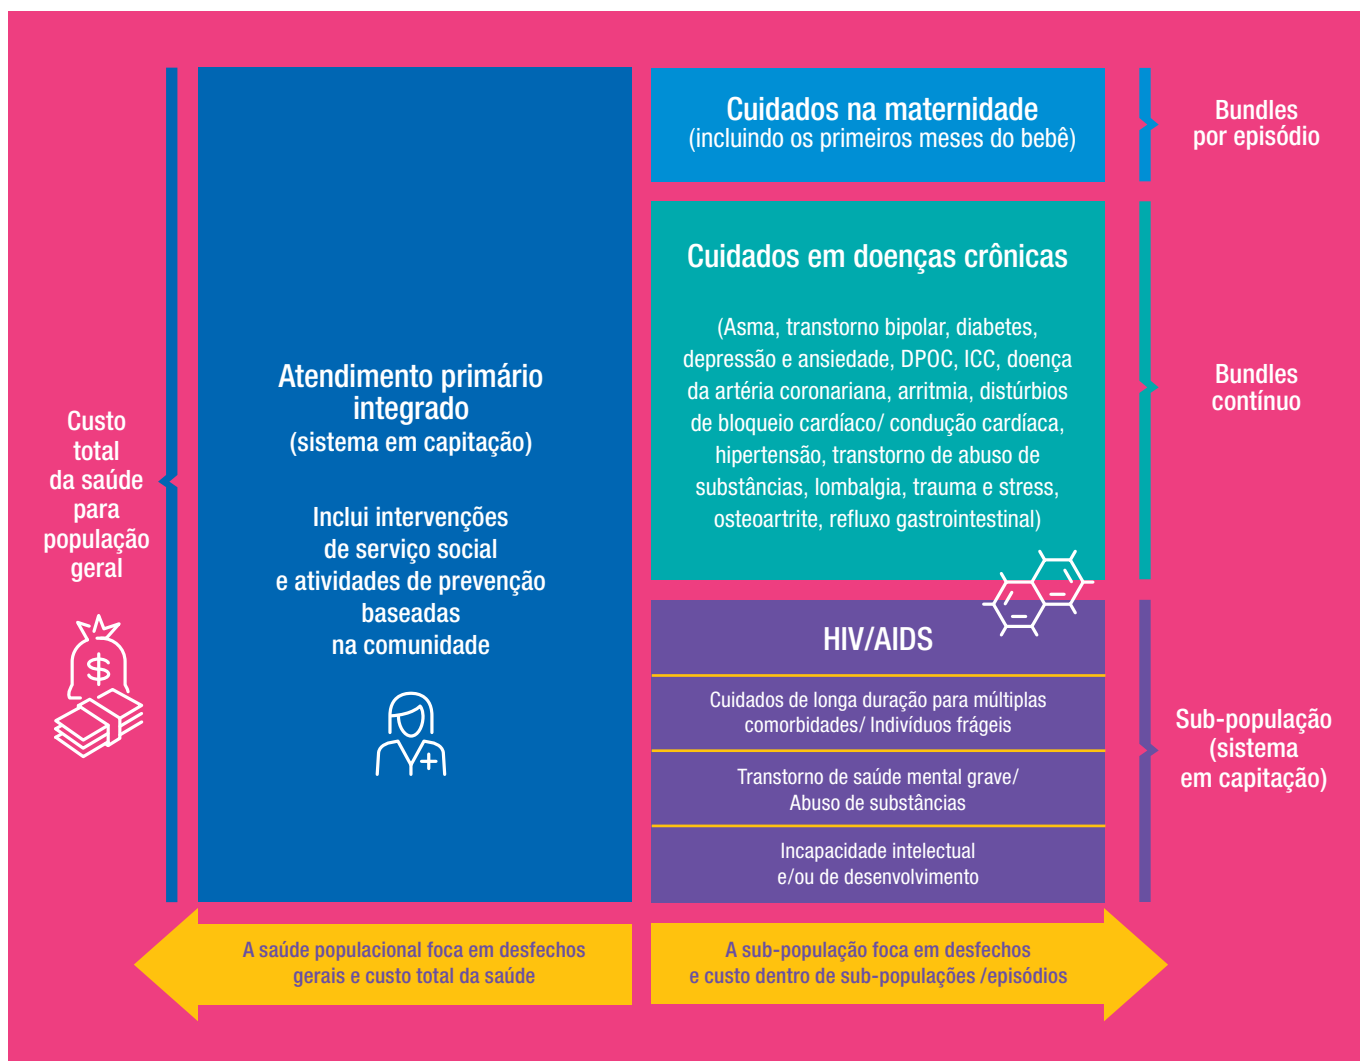 Custo
total
da saúde
para
população
geral
$
Atendimento primário
integrado
(sistema em capitação)
Inclui intervenções
de serviço social
e atividades de prevenção
baseadas
na comunidade
Cuidados na maternidade
(incluindo os primeiros meses do bebê)
Bundles
por episódio
Cuidados em doenças crônicas
(Asma, transtorno bipolar, diabetes,
depressão e ansiedade, DPOC, ICC, doença
da artéria coronariana, arritmia, distúrbios
de bloqueio cardíaco/ condução cardíaca,
hipertensão, transtorno de abuso de
substâncias, lombalgia, trauma e stress,
osteoartrite, refluxo gastrointestinal)
Bundles
contínuo
HIV/AIDS
Cuidados de longa duração para múltiplas
comorbidades/ Indivíduos frágeis
Transtorno de saúde mental grave/
Abuso de substâncias
Incapacidade intelectual
e/ou de desenvolvimento
Sub-população
(sistema
em capitação)
A saúde populacional foca em desfechos
gerais e custo total da saúde
A sub-população foca em desfechos
e custo dentro de sub-populações /episódios